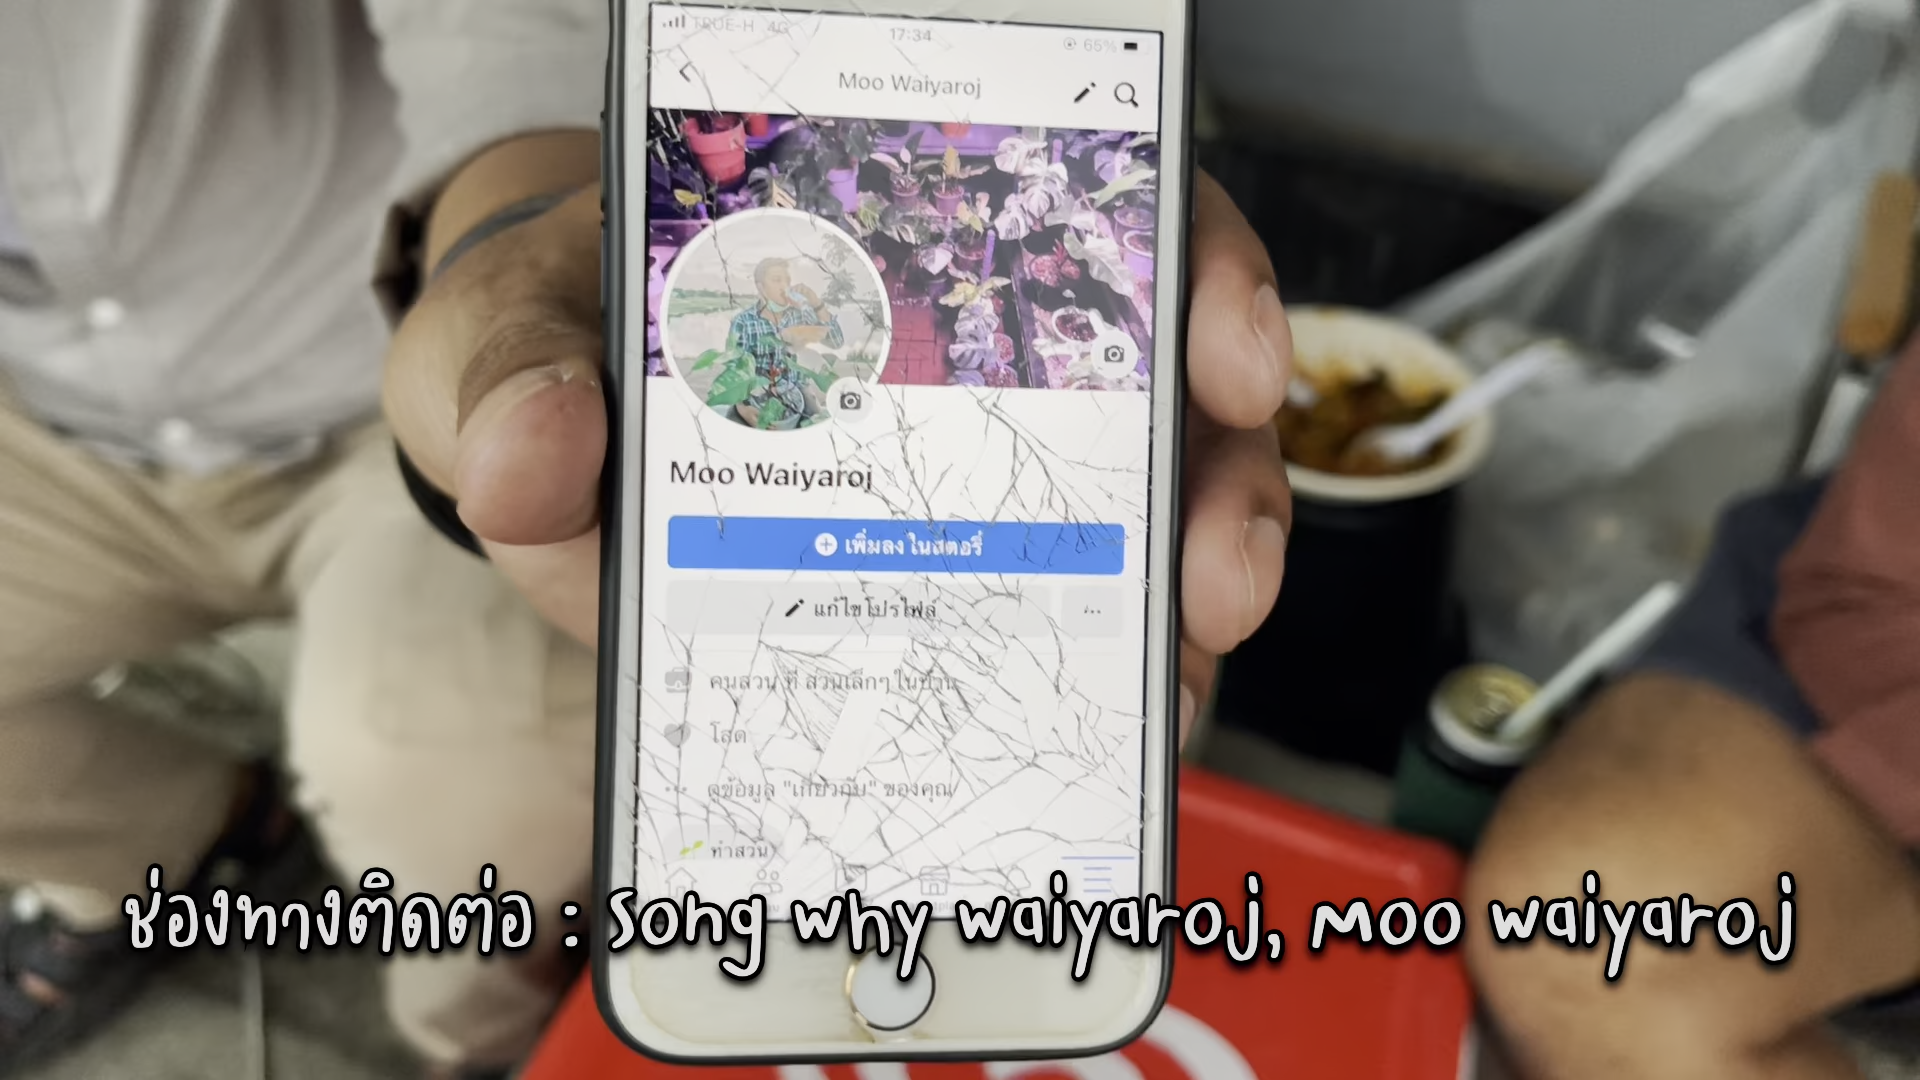 TRUE-H 4G 17:34 65%
Moo Waiyaroj
Moo Waiyaroj
เพิ่มลงในสตอรี่
แก้ไขโปรไฟล์ ...
คนสวน ที่ สวนเล็กๆ ในบ้าน
โสด
ดูข้อมูล "เกี่ยวกับ" ของคุณ
ทำสวน
ช่องทางติดต่อ : Song why waiyaroj, Moo waiyaroj